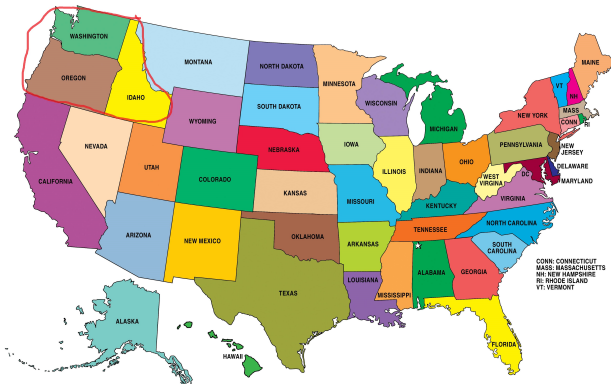 WASHINGTON
OREGON
IDAHO
MONTANA
NORTH DAKOTA
MINNESOTA
WISCONSIN
MICHIGAN
SOUTH DAKOTA
WYOMING
NEVADA
UTAH
COLORADO
CALIFORNIA
NEBRASKA
IOWA
ILLINOIS
INDIANA
OHIO
PENNSYLVANIA
NEW YORK
VT
NH
MAINE
MASS
CONN
RI
NEW
JERSEY
DELAWARE
MARYLAND
DC
WEST
VIRGINIA
VIRGINIA
KANSAS
MISSOURI
KENTUCKY
ARIZONA
NEW MEXICO
OKLAHOMA
ARKANSAS
TENNESSEE
NORTH CAROLINA
SOUTH
CAROLINA
TEXAS
LOUISIANA
MISSISSIPPI
ALABAMA
GEORGIA
FLORIDA
ALASKA
HAWAII
CONN: CONNECTICUT
MASS: MASSACHUSETTS
NH: NEW HAMPSHIRE
RI: RHODE ISLAND
VT: VERMONT